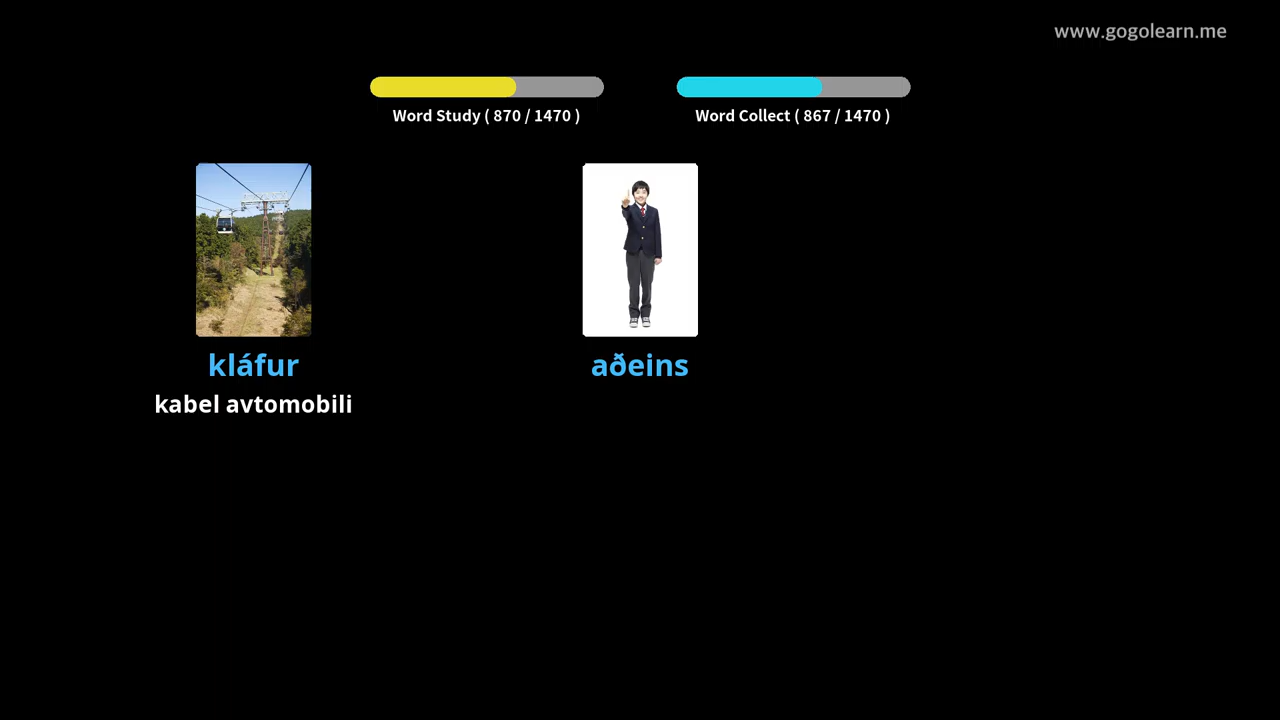 www.gogolearn.me
Word Study ( 870 / 1470 )
Word Collect ( 867 / 1470 )
kláfur
aðeins
kabel avtomobili